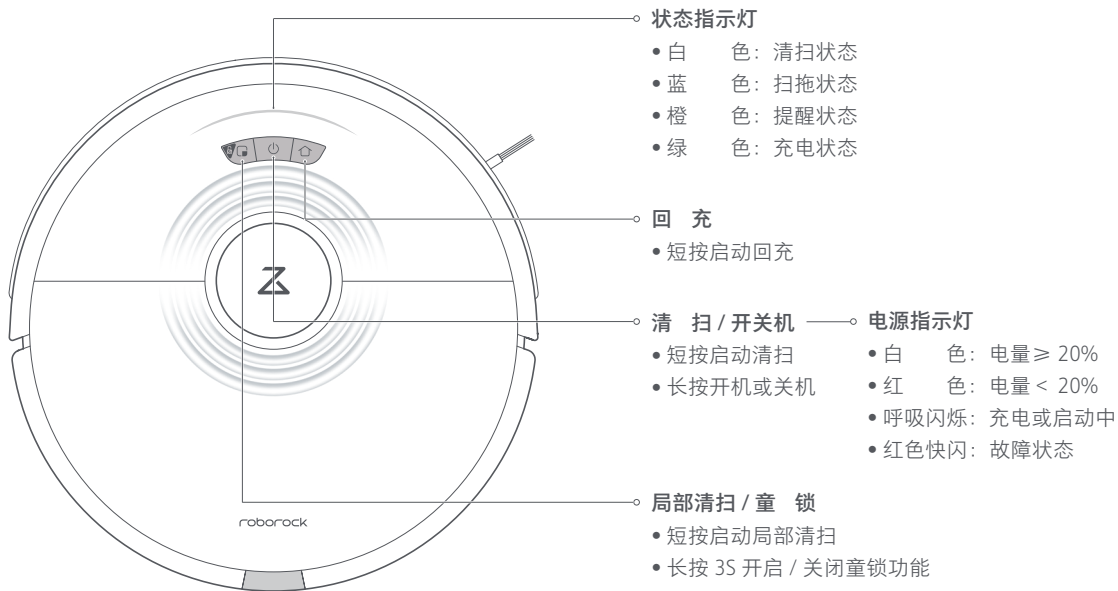 状态指示灯
• 白　　色：清扫状态
• 蓝　　色：扫拖状态
• 橙　　色：提醒状态
• 绿　　色：充电状态
回　充
• 短按启动回充
清　扫 / 开关机
• 短按启动清扫
• 长按开机或关机
电源指示灯
• 白　　色：电量≥ 20%
• 红　　色：电量< 20%
• 呼吸闪烁：充电或启动中
• 红色快闪：故障状态
局部清扫 / 童　锁
• 短按启动局部清扫
• 长按 3S 开启 / 关闭童锁功能
roborock